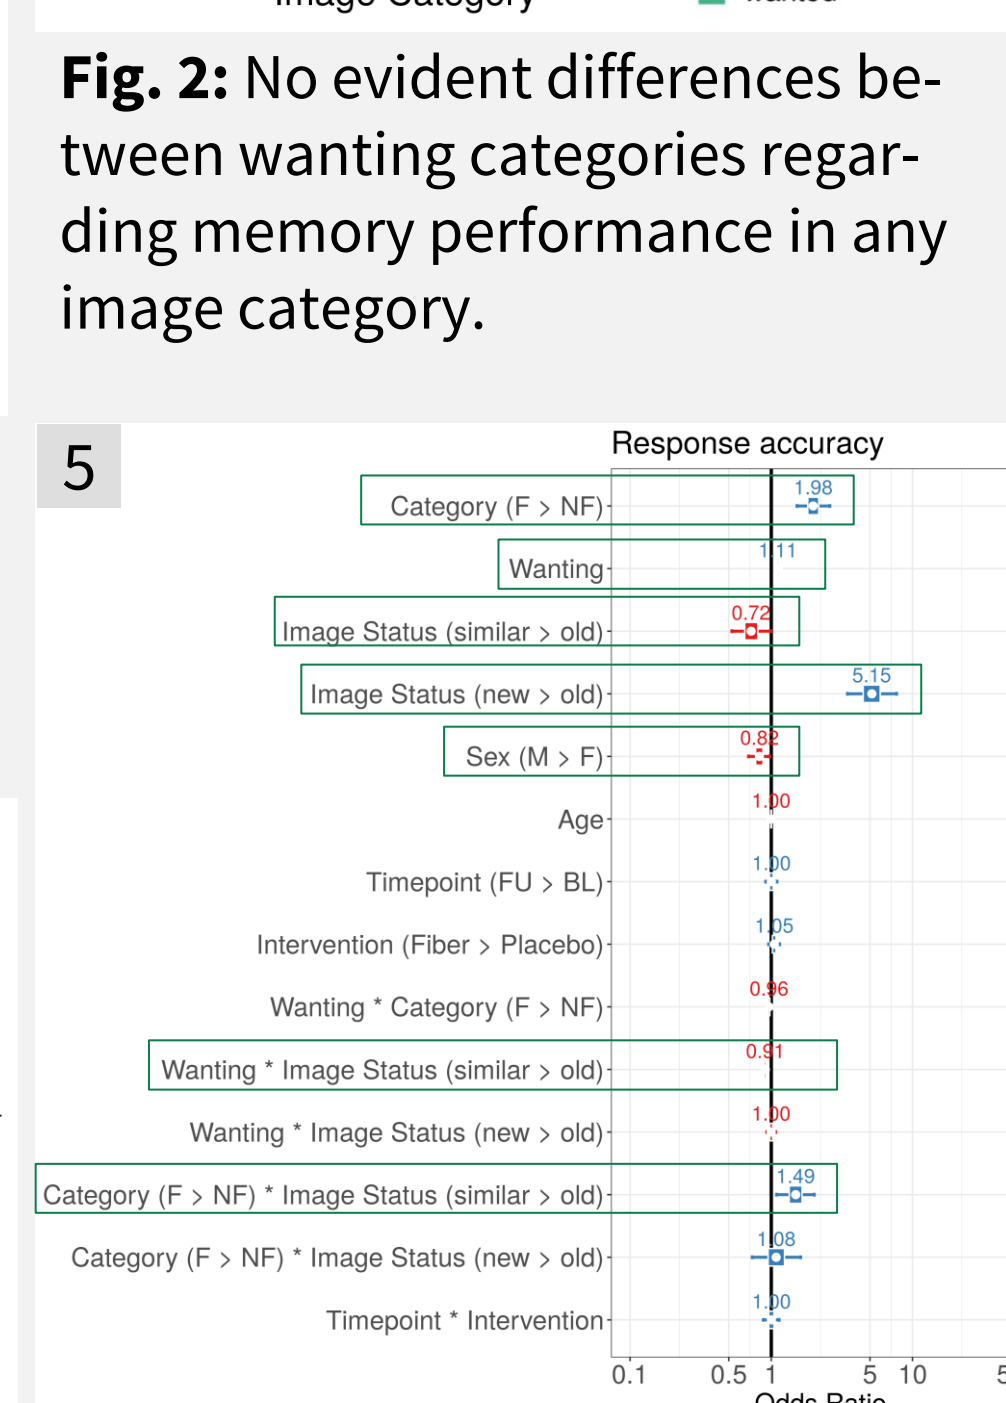 Image Category
wanted
Fig. 2: No evident differences be-
tween wanting categories regar-
ding memory performance in any
image category.
5
Response accuracy
Category (F > NF)
1.98
Wanting
1.11
Image Status (similar > old)
0.72
Image Status (new > old)
5.15
Sex (M > F)
0.82
Age
1.00
Timepoint (FU > BL)
1.00
Intervention (Fiber > Placebo)
1.05
Wanting * Category (F > NF)
0.96
Wanting * Image Status (similar > old)
0.91
Wanting * Image Status (new > old)
1.00
Category (F > NF) * Image Status (similar > old)
1.49
Category (F > NF) * Image Status (new > old)
1.08
Timepoint * Intervention
1.00
0.1 0.5 1 5 10
Odds Ratio